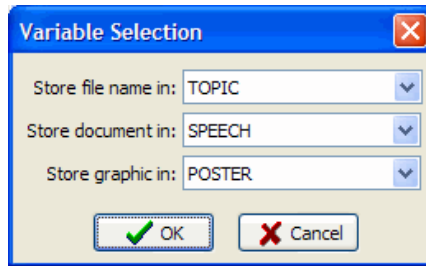 Variable Selection
Store file name in: TOPIC
Store document in: SPEECH
Store graphic in: POSTER
OK Cancel